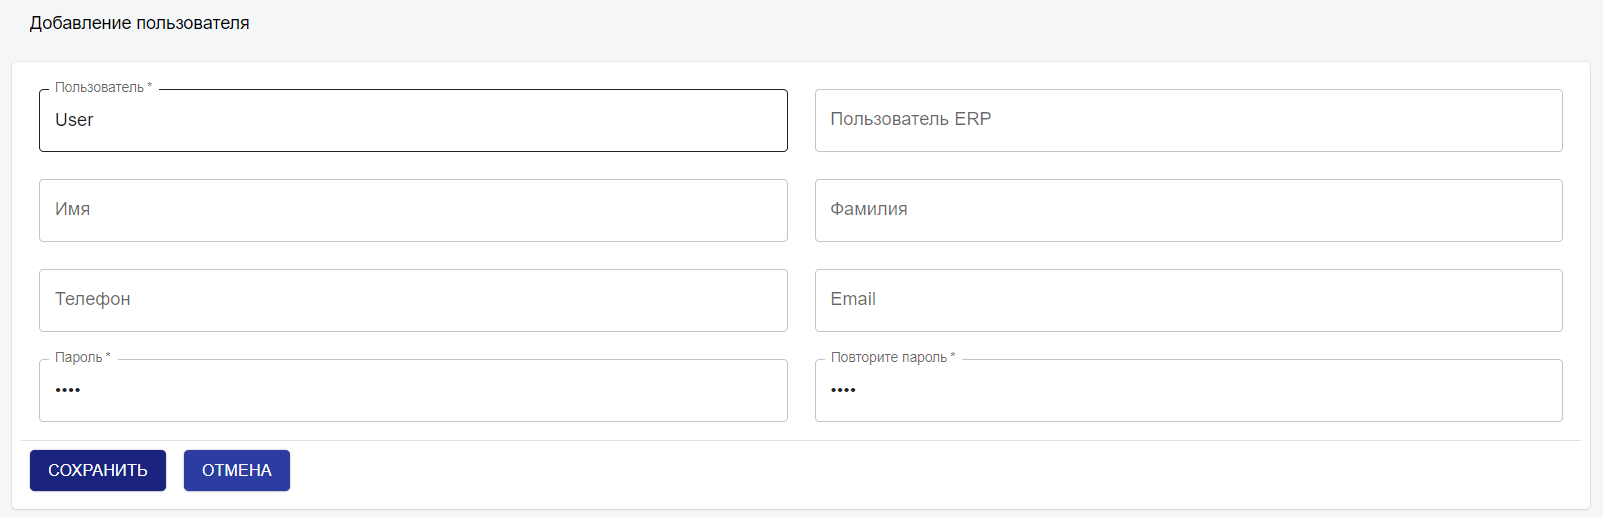 Добавление пользователя
Пользователь *
User
Пользователь ERP
Имя
Фамилия
Телефон
Email
Пароль *
••••
Повторите пароль *
••••
СОХРАНИТЬ
ОТМЕНА